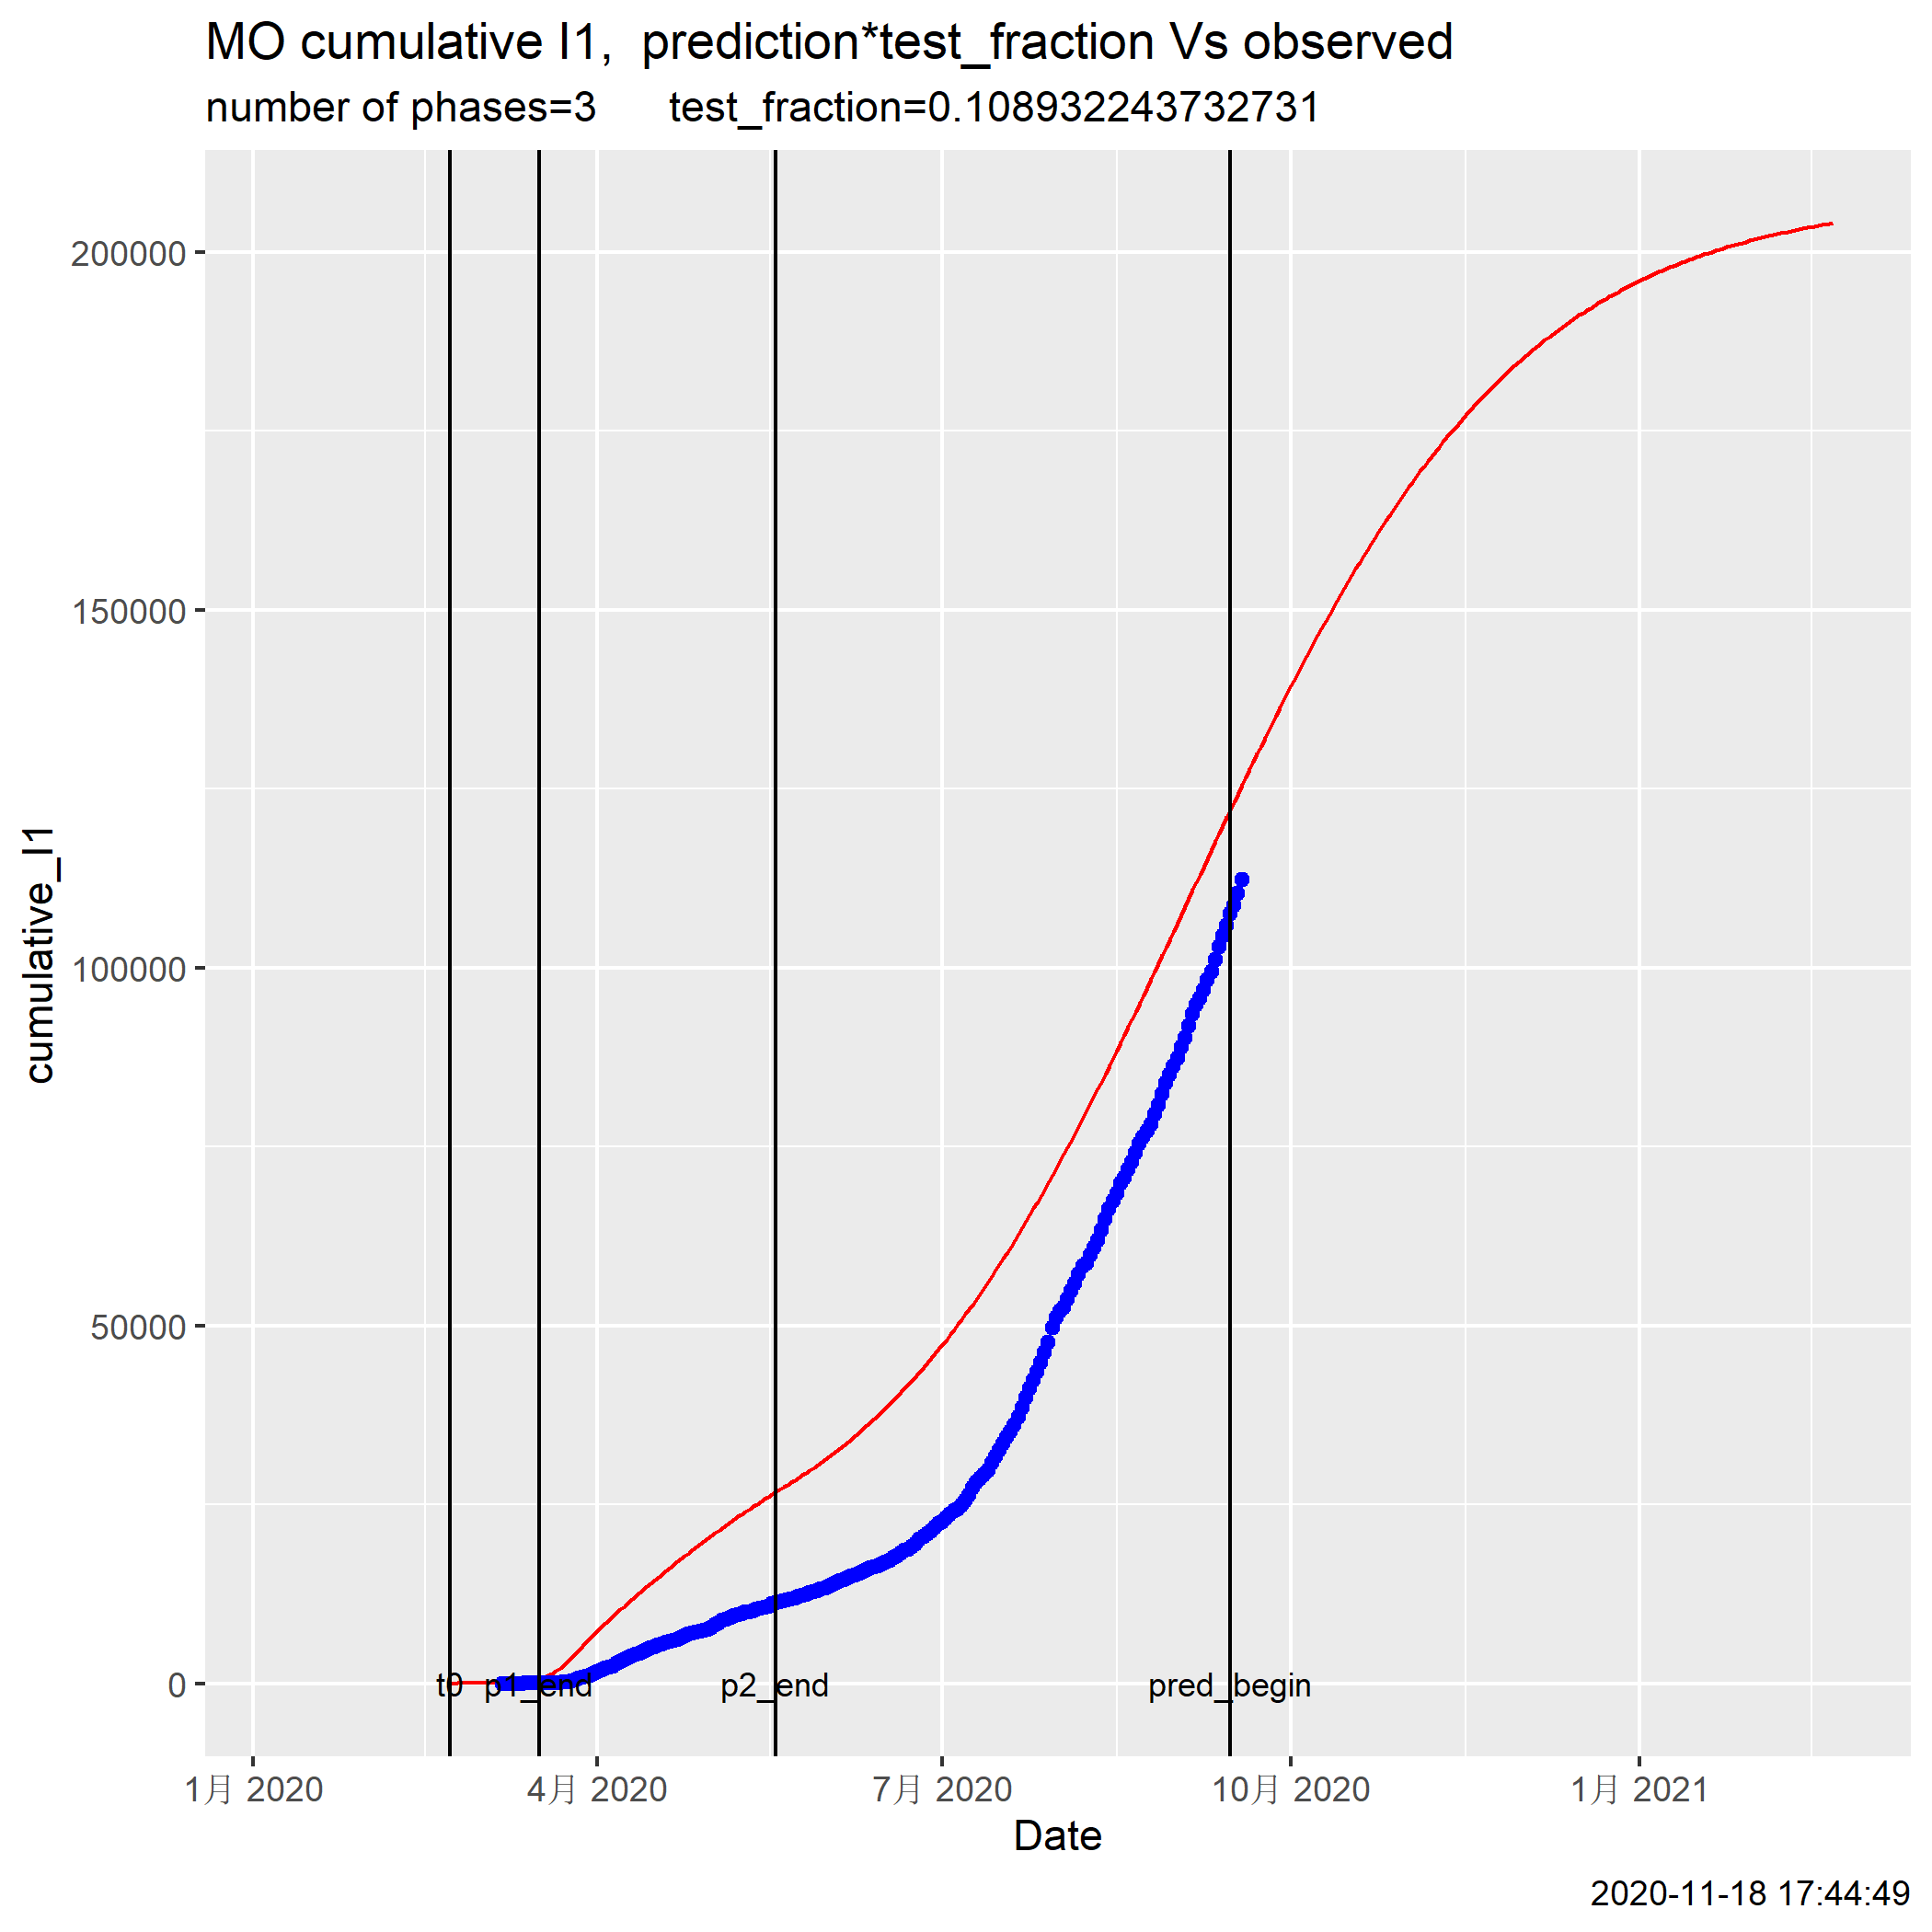 MO cumulative I1,  prediction*test_fraction Vs observed
number of phases=3      test_fraction=0.108932243732731
200000
150000
100000
50000
0
cumulative_I1
t0 p1_end p2_end pred_begin
1月 2020 4月 2020 7月 2020 10月 2020 1月 2021
Date
2020-11-18 17:44:49